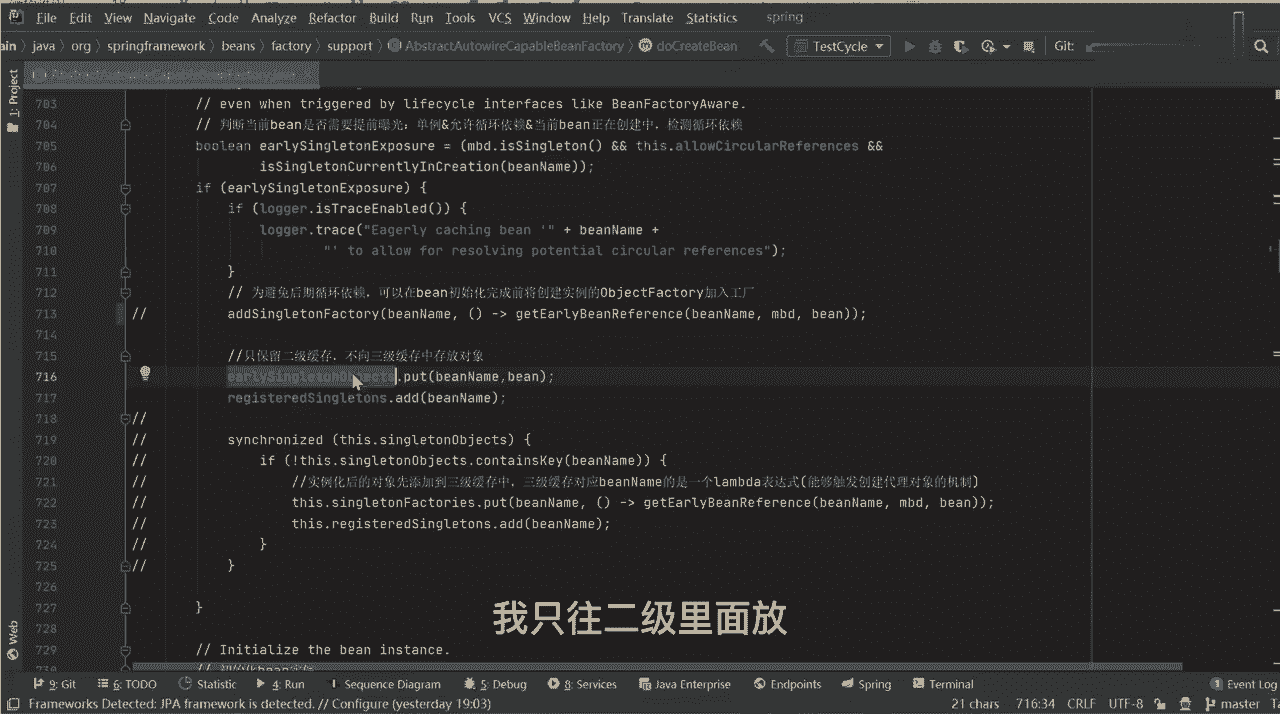 File Edit View Navigate Code Analyze Refactor Build Run Tools VCS Window Help Translate Statistics spring
ain java org springframework beans factory support AbstractAutowireCapableBeanFactory doCreateBean TestCycle Git:
1: Project
703 // even when triggered by lifecycle interfaces like BeanFactoryAware.
704 // 判断当前bean是否需要提前曝光：单例&允许循环依赖&当前bean正在创建中，检测循环依赖
705 boolean earlySingletonExposure = (mbd.isSingleton() && this.allowCircularReferences &&
706 isSingletonCurrentlyInCreation(beanName));
707 if (earlySingletonExposure) {
708 if (logger.isTraceEnabled()) {
709 logger.trace("Eagerly caching bean '" + beanName +
710 "' to allow for resolving potential circular references");
711 }
712 // 为避免后期循环依赖，可以在bean初始化完成前将创建实例的ObjectFactory加入工厂
713 // addSingletonFactory(beanName, () -> getEarlyBeanReference(beanName, mbd, bean));
714
715 //只保留二级缓存，不向三级缓存中存放对象
716 earlySingletonObjects.put(beanName,bean);
717 registeredSingletons.add(beanName);
718 //
719 // synchronized (this.singletonObjects) {
720 // if (!this.singletonObjects.containsKey(beanName)) {
721 // //实例化后的对象先添加到三级缓存中，三级缓存对应beanName的是一个lambda表达式(能够触发创建代理对象的机制)
722 // this.singletonFactories.put(beanName, () -> getEarlyBeanReference(beanName, mbd, bean));
723 // this.registeredSingletons.add(beanName);
724 // }
725 // }
726
727 }
728
729 // Initialize the bean instance.
730
我只往二级里面放
Web
9: Git 6: TODO Statistic 4: Run Sequence Diagram 5: Debug 8: Services Java Enterprise Endpoints Spring Terminal 1 Event Log
Frameworks Detected: JPA framework is detected. // Configure (yesterday 19:03) 21 chars 716:34 CRLF UTF-8 master